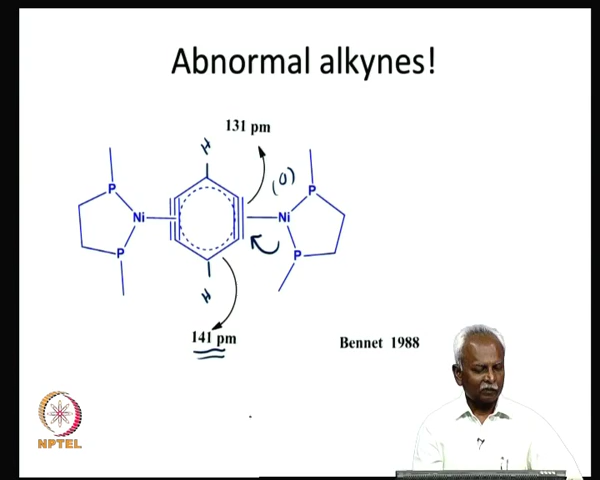 Abnormal alkynes!
131 pm
H
(0)
P
P
Ni
Ni
P
P
H
141 pm
Bennet 1988
NPTEL